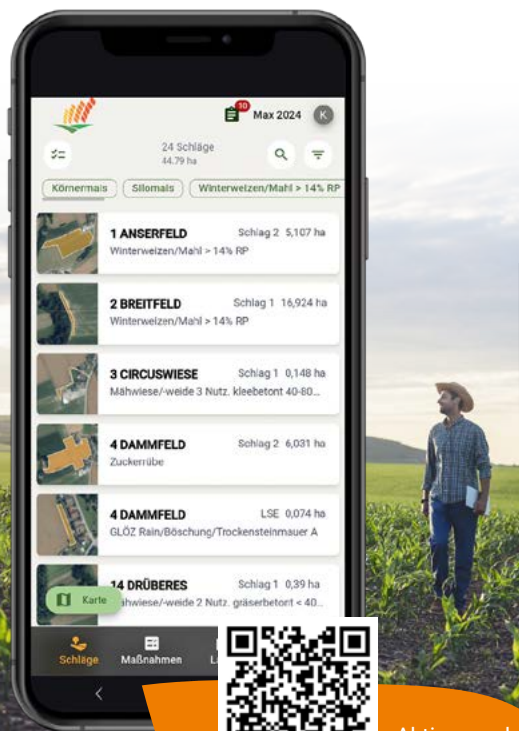 10
Max 2024 K
24 Schläge
44.79 ha
Körnermais Silomais Winterweizen/Mahl > 14% RP
1 ANSERFELD Schlag 2 5,107 ha
Winterweizen/Mahl > 14% RP
2 BREITFELD Schlag 1 16,924 ha
Winterweizen/Mahl > 14% RP
3 CIRCUSWIESE Schlag 1 0,148 ha
Mähwiese/-weide 3 Nutz. kleebetont 40-80...
4 DAMMFELD Schlag 2 6,031 ha
Zuckerrübe
4 DAMMFELD LSE 0,074 ha
GLÖZ Rain/Böschung/Trockensteinmauer A
14 DRÜBERES Schlag 1 0,39 ha
ähwiese/-weide 2 Nutz. gräserbetont < 40...
Karte
Schläge Maßnahmen